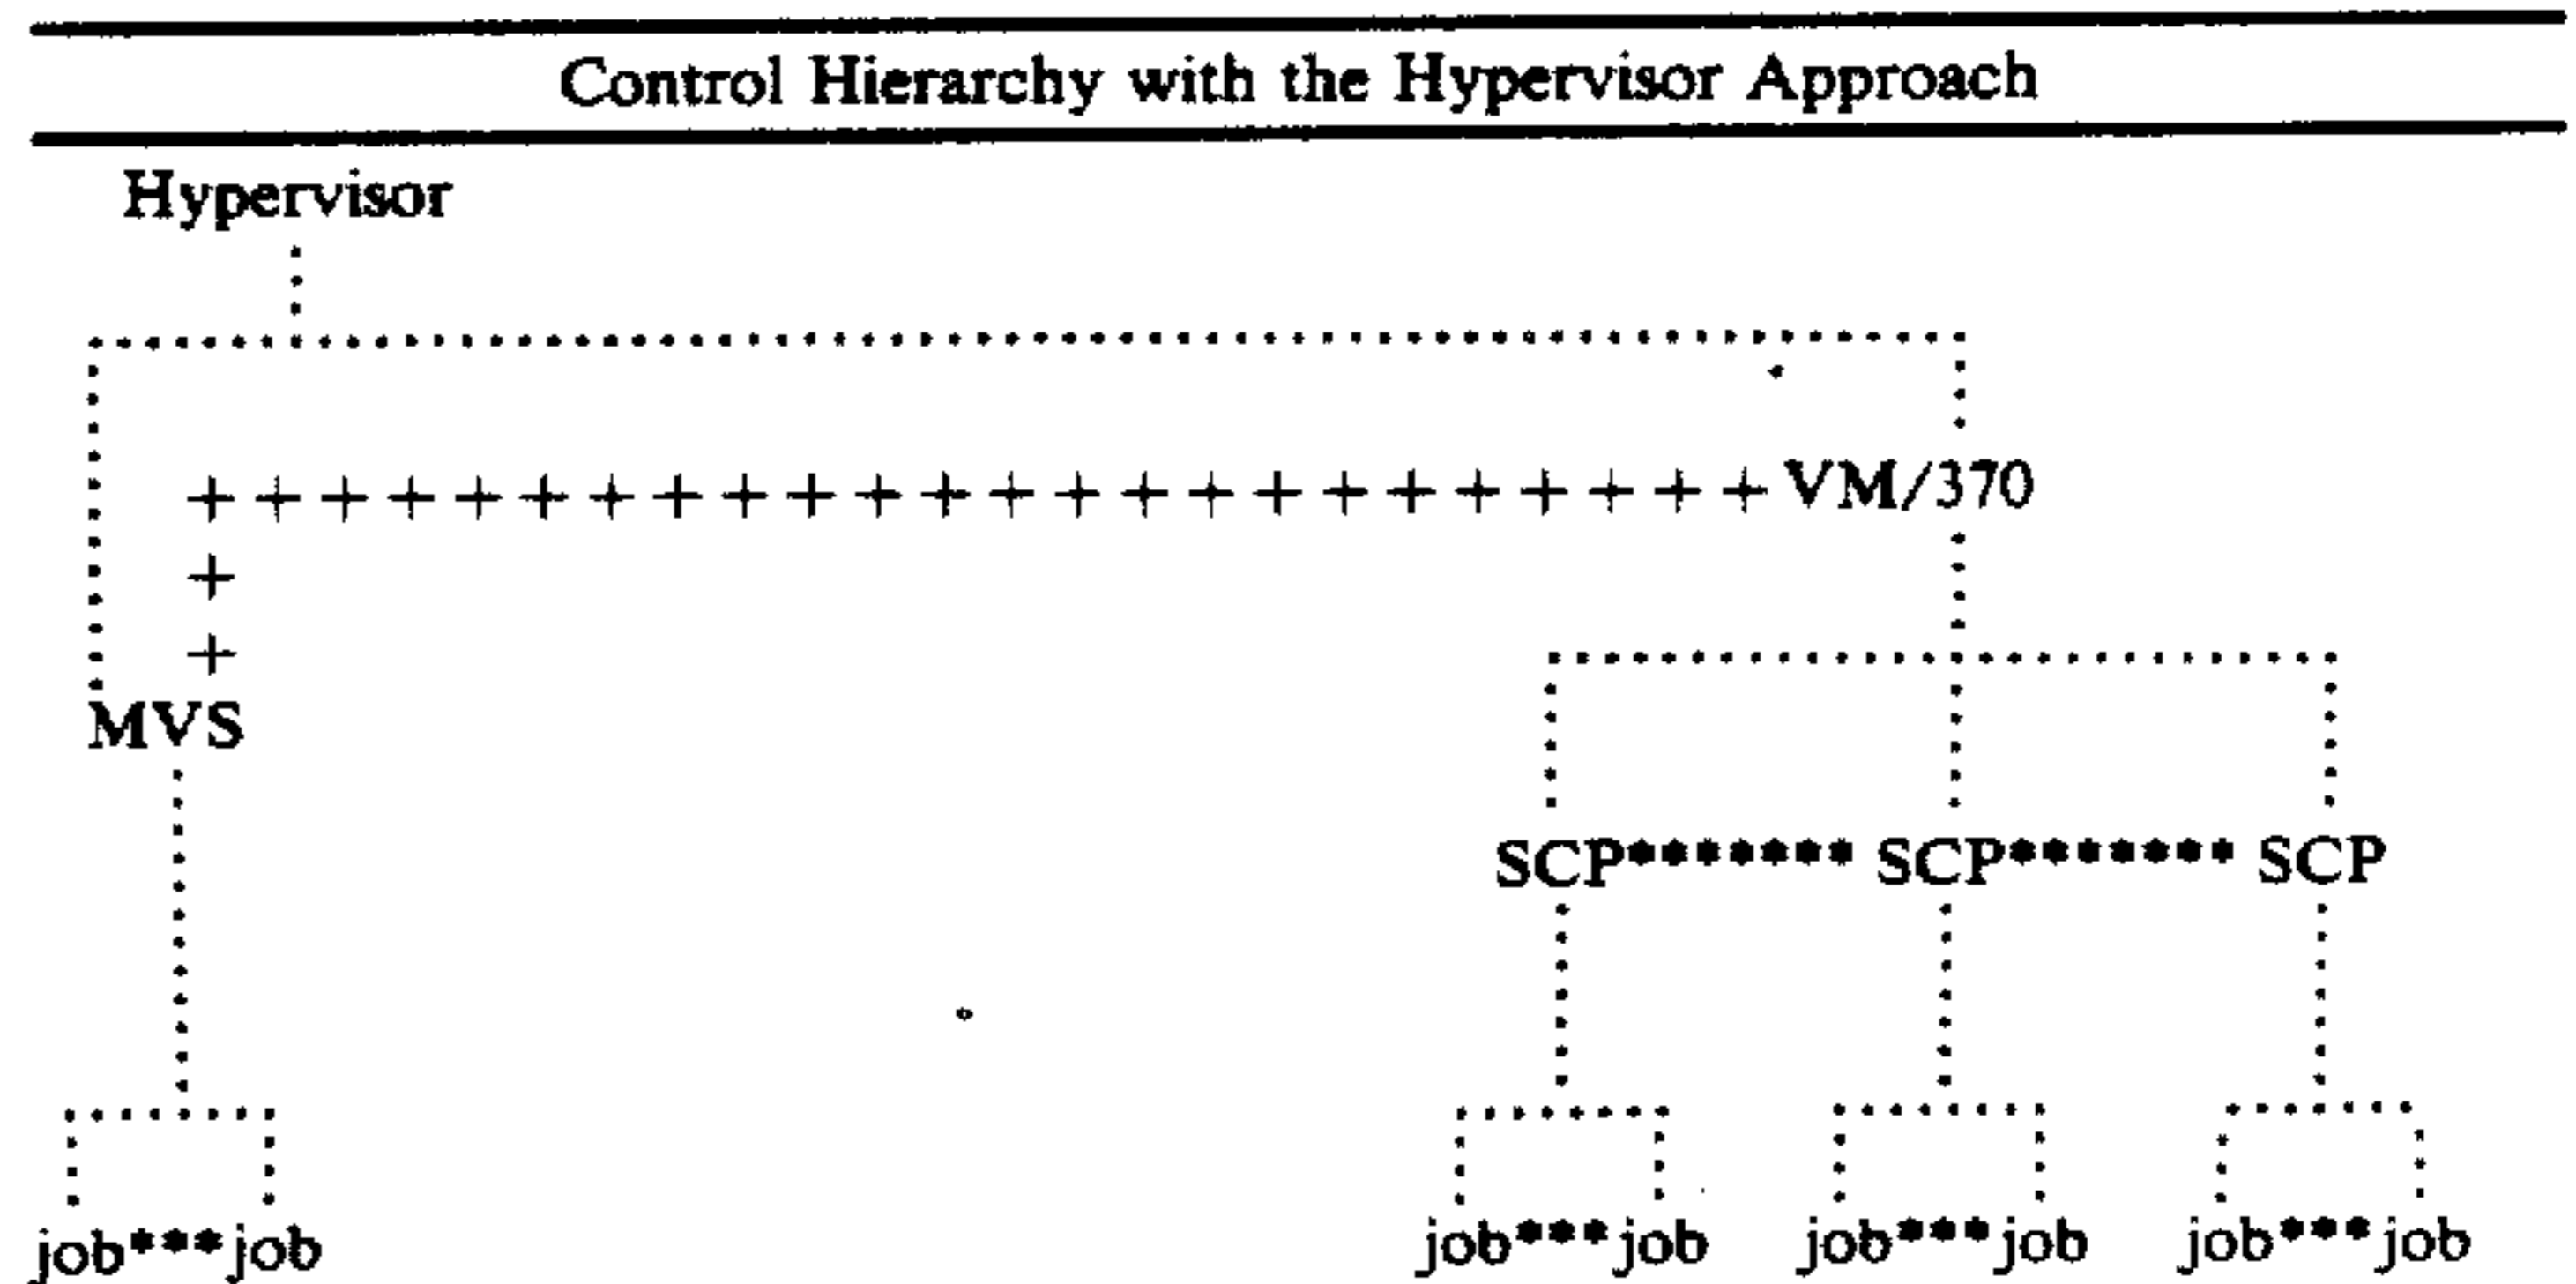 Control Hierarchy with the Hypervisor Approach
Hypervisor
+ + + + + + + + + + + + + + + + + + + + + + + + VM/370
+
+
MVS
SCP******* SCP******* SCP
job***job job***job job***job job***job